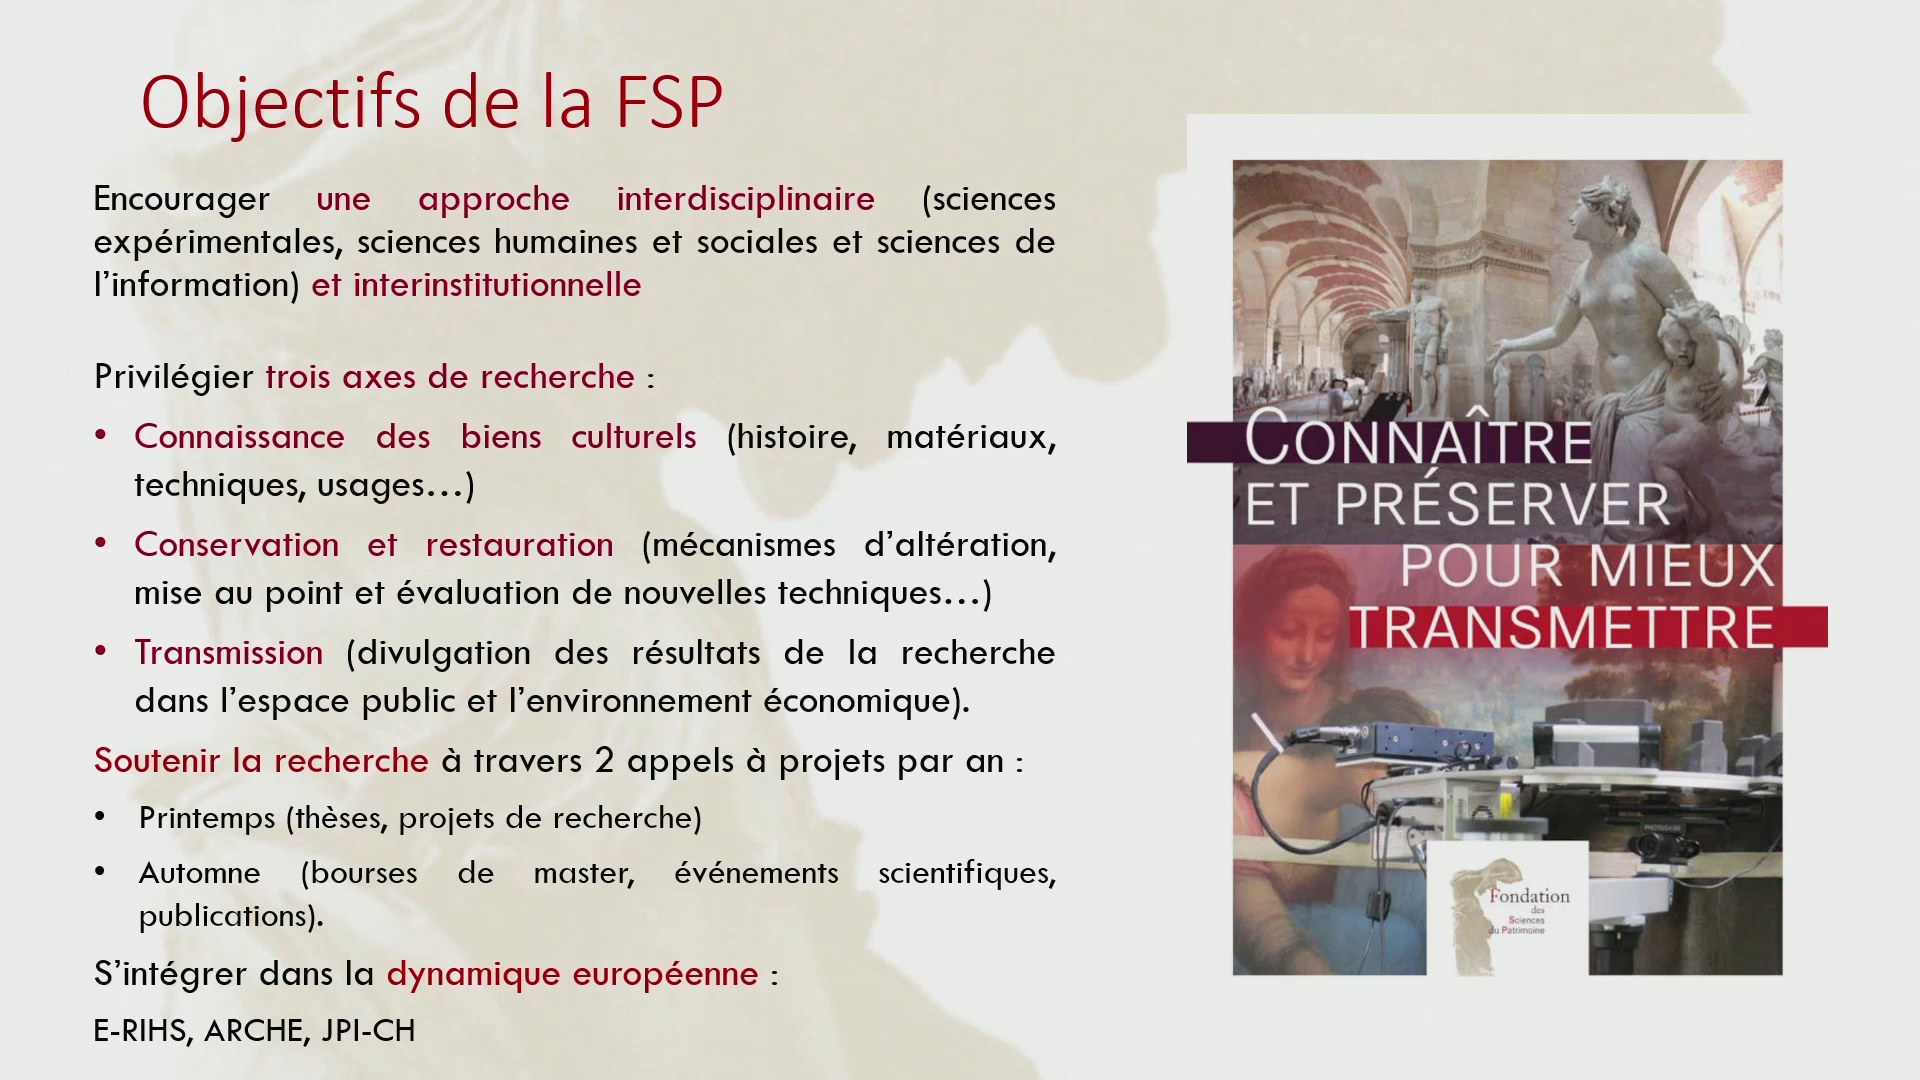 Objectifs de la FSP
Encourager une approche interdisciplinaire (sciences
expérimentales, sciences humaines et sociales et sciences de
l’information) et interinstitutionnelle
Privilégier trois axes de recherche :
• Connaissance des biens culturels (histoire, matériaux,
techniques, usages…)
• Conservation et restauration (mécanismes d’altération,
mise au point et évaluation de nouvelles techniques…)
• Transmission (divulgation des résultats de la recherche
dans l’espace public et l’environnement économique).
Soutenir la recherche à travers 2 appels à projets par an :
• Printemps (thèses, projets de recherche)
• Automne (bourses de master, événements scientifiques,
publications).
S’intégrer dans la dynamique européenne :
E-RIHS, ARCHE, JPI-CH
CONNAÎTRE
ET PRÉSERVER
POUR MIEUX
TRANSMETTRE
Fondation
des
Sciences
du Patrimoine